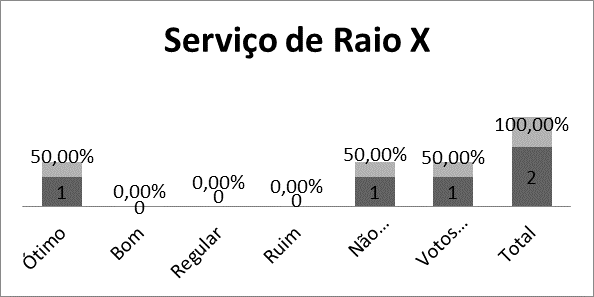 Serviço de Raio X
50,00% 0,00% 0,00% 0,00% 50,00% 50,00% 100,00%
1 0 0 0 1 1 2
Ótimo Bom Regular Ruim Não... Votos... Total